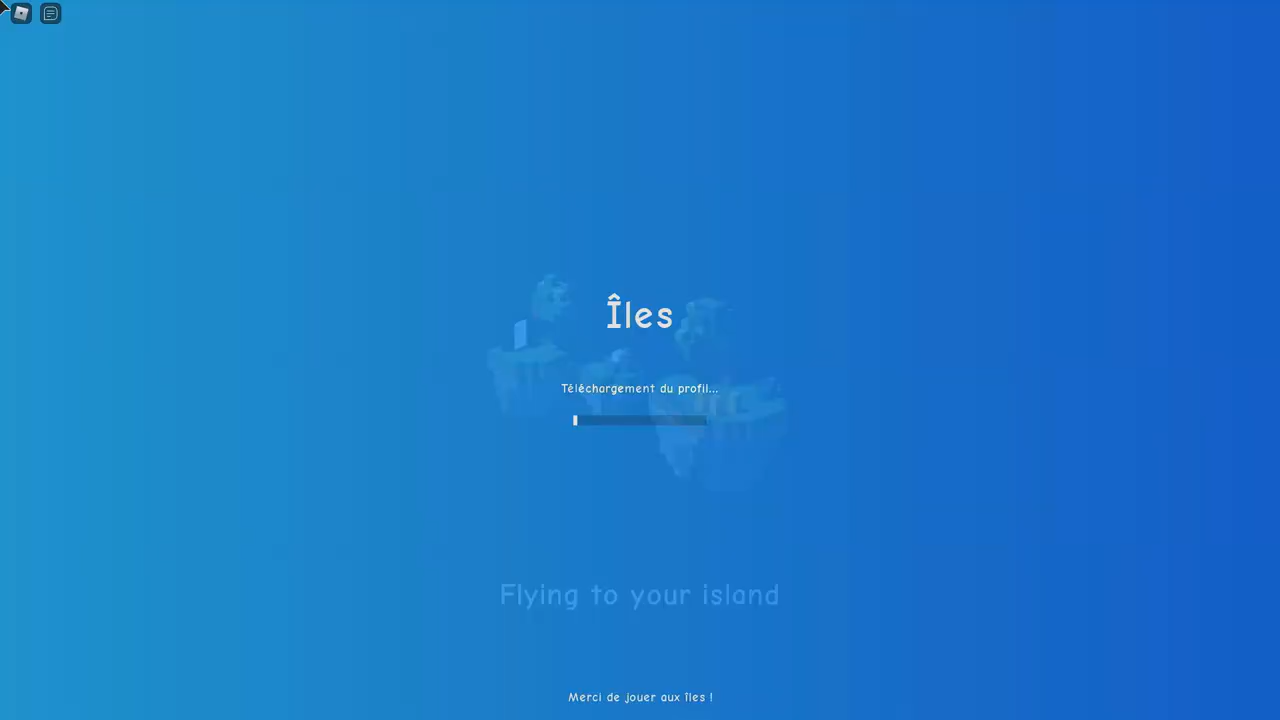 Îles
Téléchargement du profil...
Flying to your island
Merci de jouer aux îles !